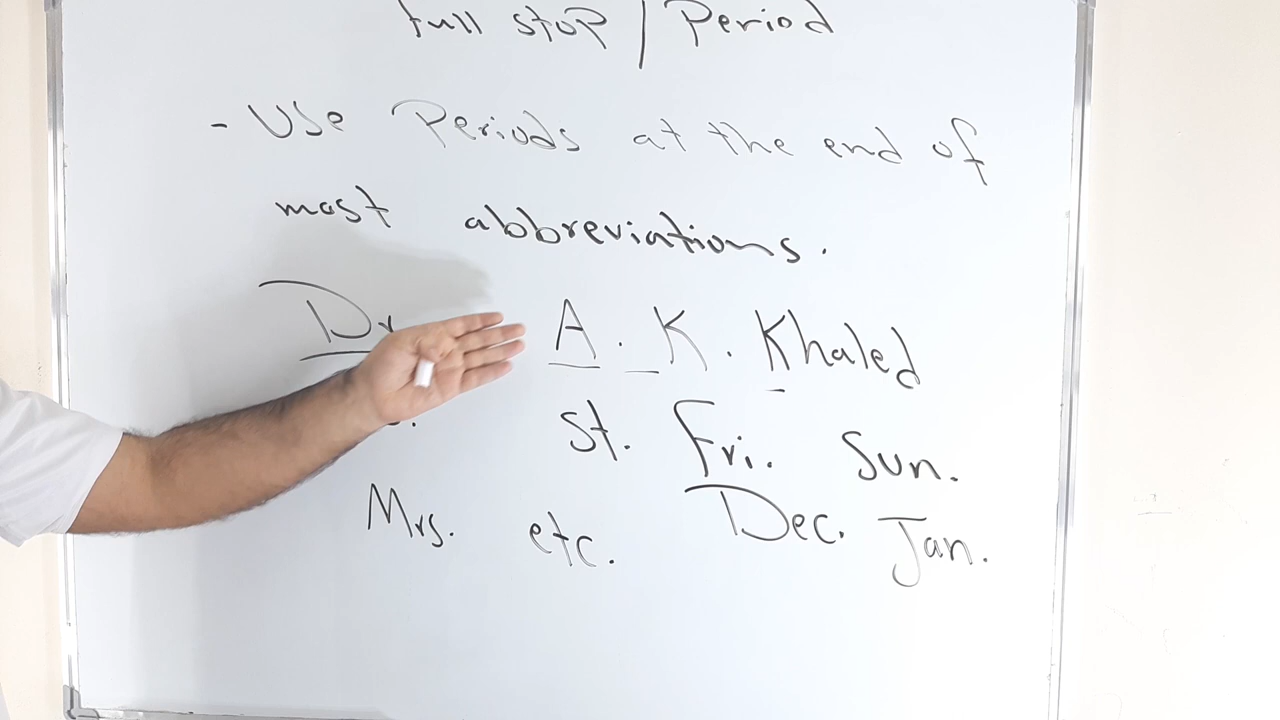 full stop / Period
- Use Periods at the end of
most abbreviations.
Dr A. K. Khaled
St. Fri. Sun.
Mrs. etc. Dec. Jan.